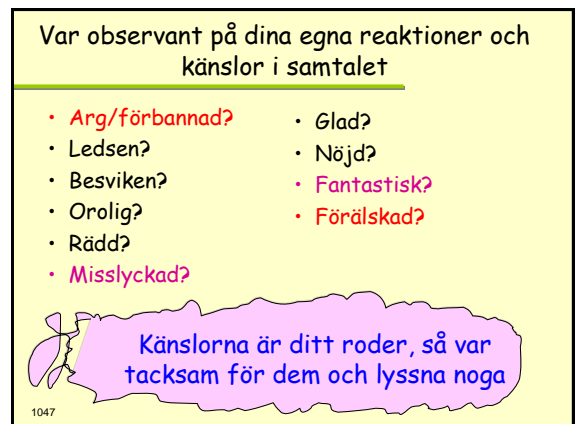 Var observant på dina egna reaktioner och
känslor i samtalet
• Arg/förbannad?
• Ledsen?
• Besviken?
• Orolig?
• Rädd?
• Misslyckad?
• Glad?
• Nöjd?
• Fantastisk?
• Förälskad?
Känslorna är ditt roder, så var
tacksam för dem och lyssna noga
1047